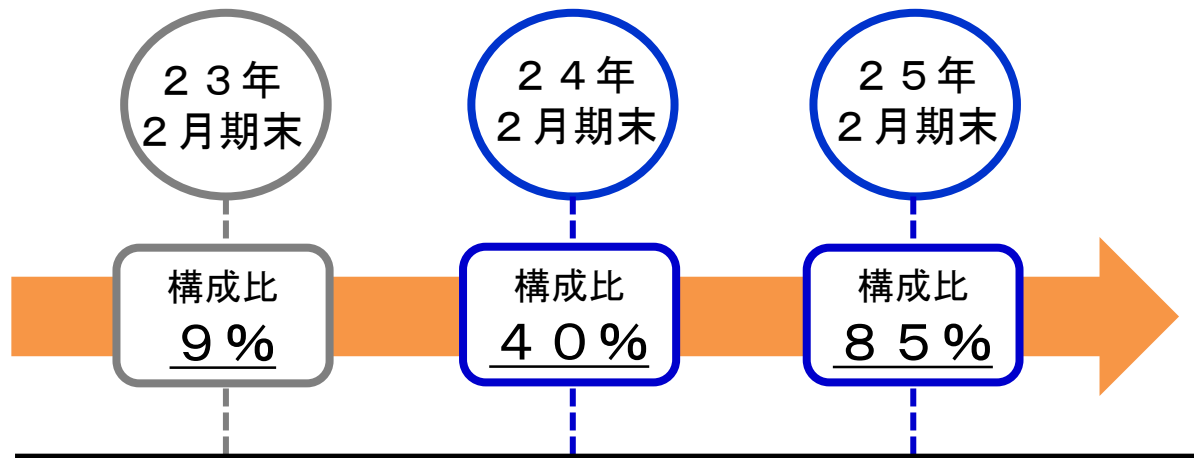 ２３年
２月期末
２４年
２月期末
２５年
２月期末
構成比
９％
構成比
４０％
構成比
８５％